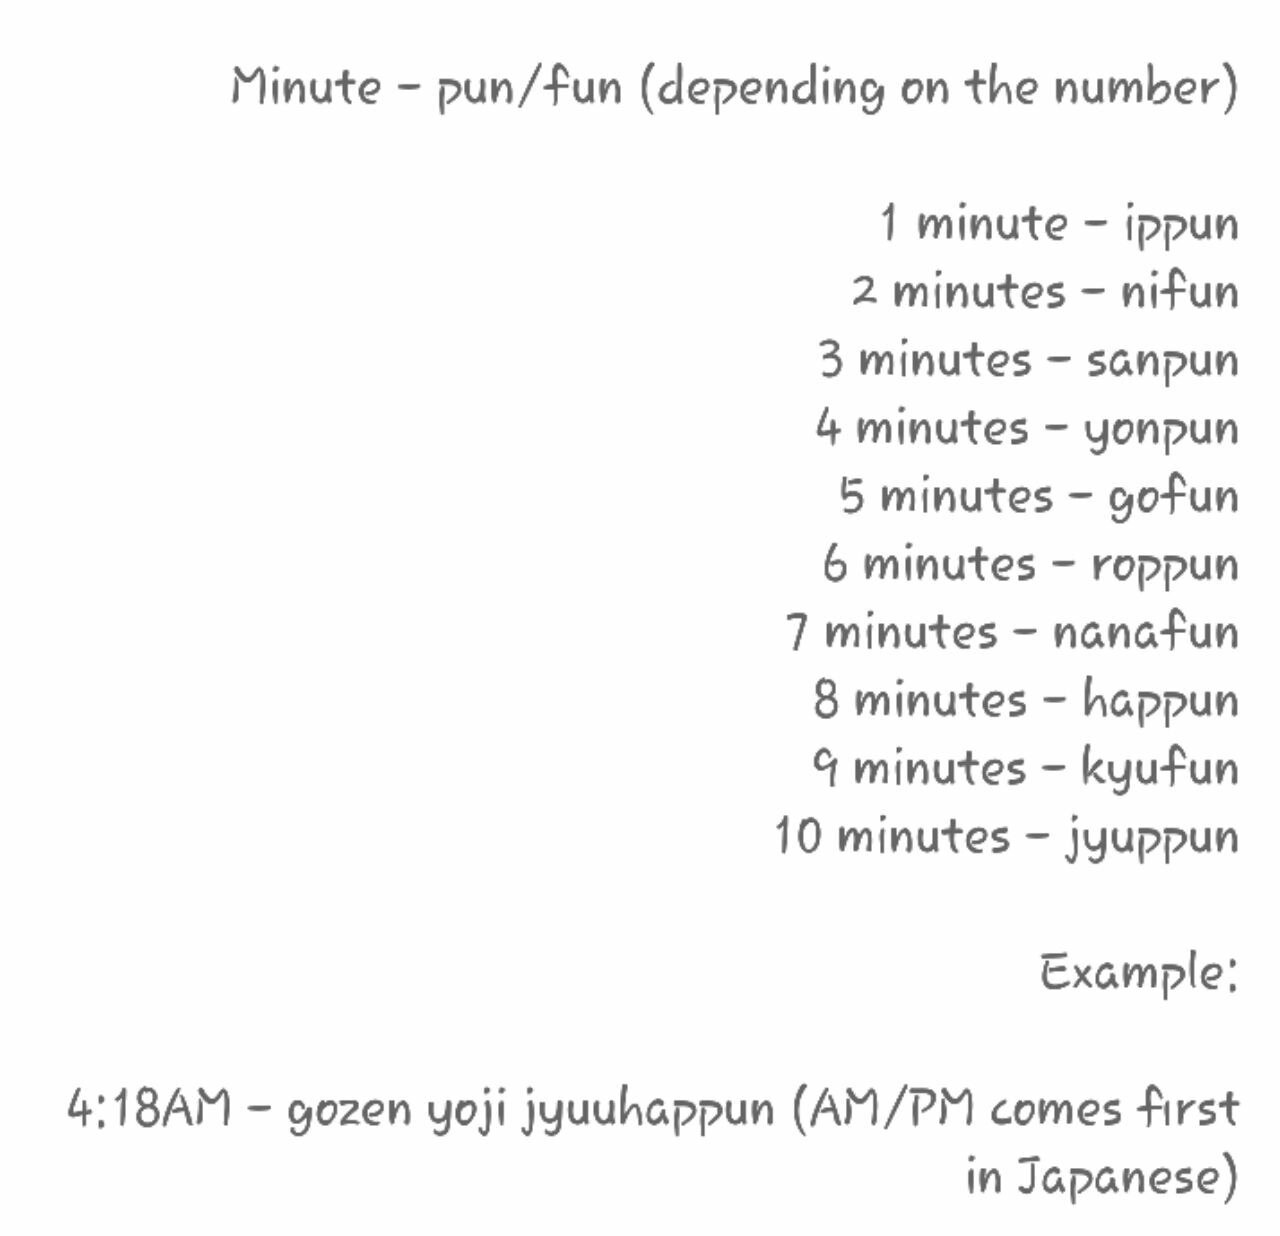 Minute - pun/fun (depending on the number)
1 minute - ippun
2 minutes - nifun
3 minutes - sanpun
4 minutes - yonpun
5 minutes - gofun
6 minutes - roppun
7 minutes - nanafun
8 minutes - happun
9 minutes - kyufun
10 minutes - jyuppun
Example:
4:18AM - gozen yoji jyuuhappun (AM/PM comes first
in Japanese)